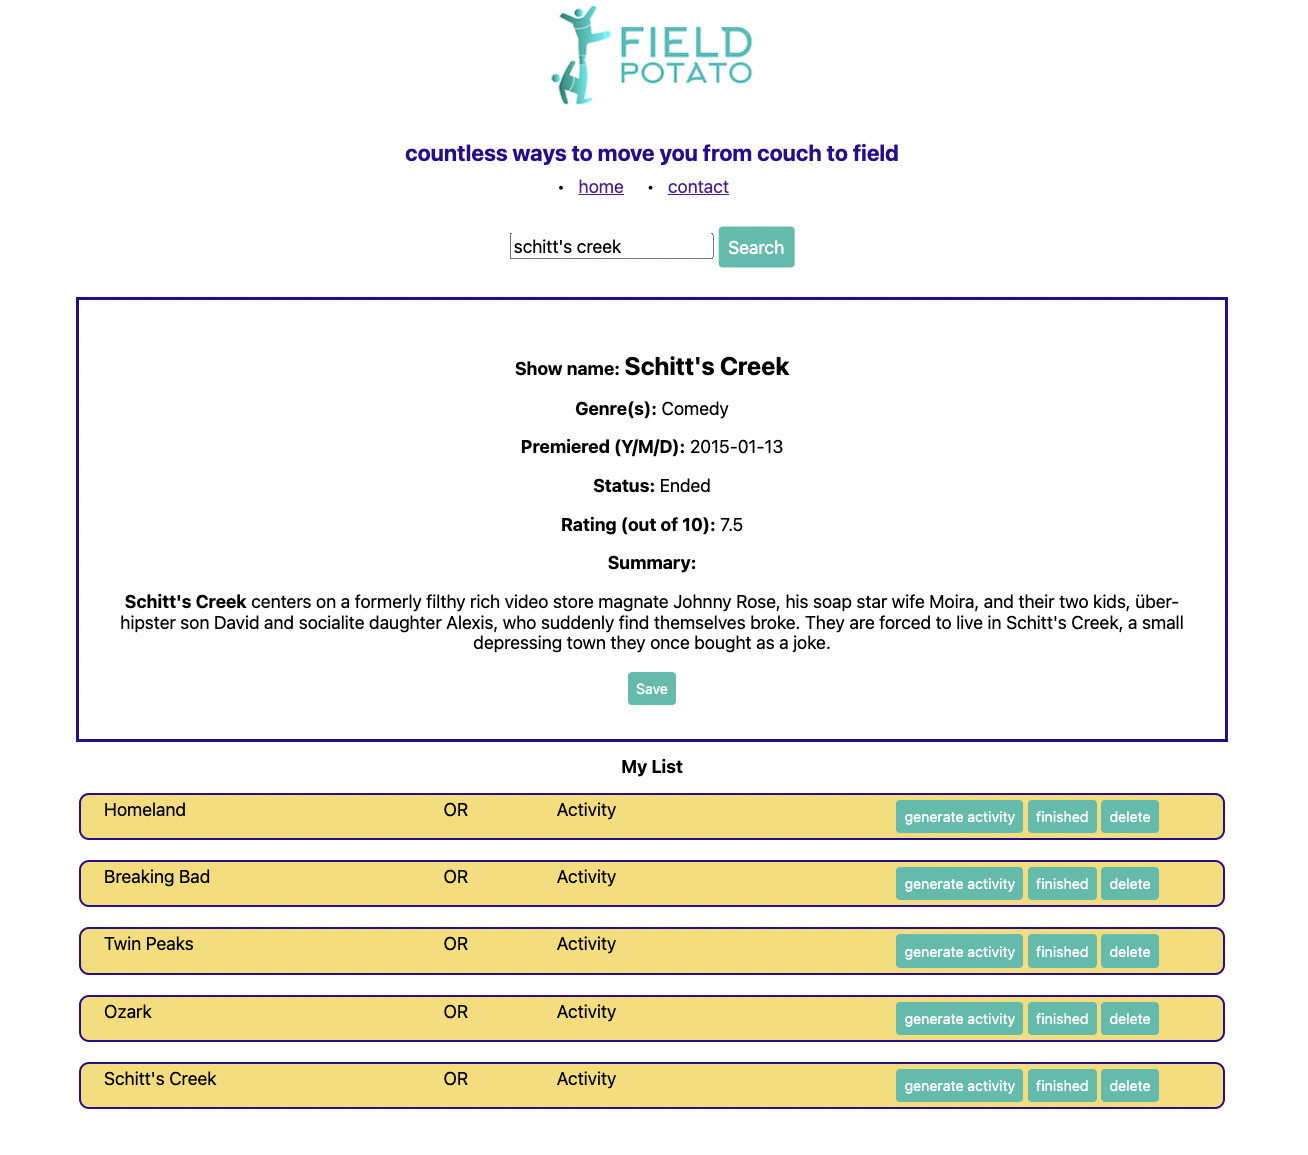 FIELD
POTATO
countless ways to move you from couch to field
• home • contact
schitt's creek Search
Show name: Schitt's Creek
Genre(s): Comedy
Premiered (Y/M/D): 2015-01-13
Status: Ended
Rating (out of 10): 7.5
Summary:
Schitt's Creek centers on a formerly filthy rich video store magnate Johnny Rose, his soap star wife Moira, and their two kids, über-
hipster son David and socialite daughter Alexis, who suddenly find themselves broke. They are forced to live in Schitt's Creek, a small
depressing town they once bought as a joke.
Save
My List
Homeland OR Activity generate activity finished delete
Breaking Bad OR Activity generate activity finished delete
Twin Peaks OR Activity generate activity finished delete
Ozark OR Activity generate activity finished delete
Schitt's Creek OR Activity generate activity finished delete